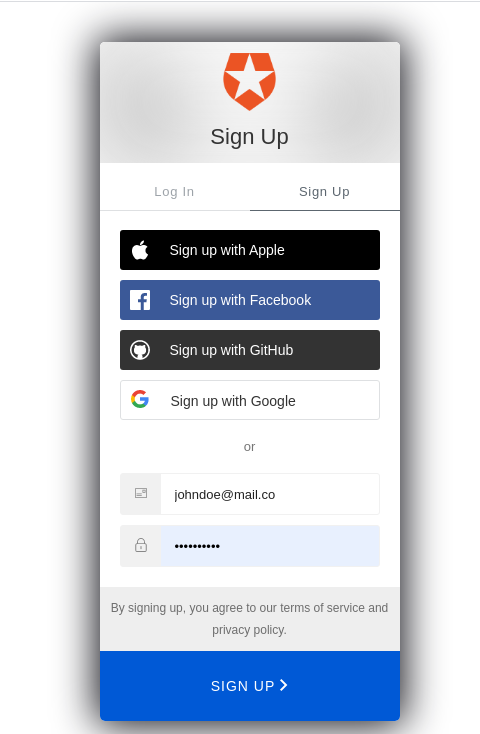 Sign Up
Log In
Sign Up
Sign up with Apple
Sign up with Facebook
Sign up with GitHub
Sign up with Google
or
johndoe@mail.co
••••••••••
By signing up, you agree to our terms of service and
privacy policy.
SIGN UP